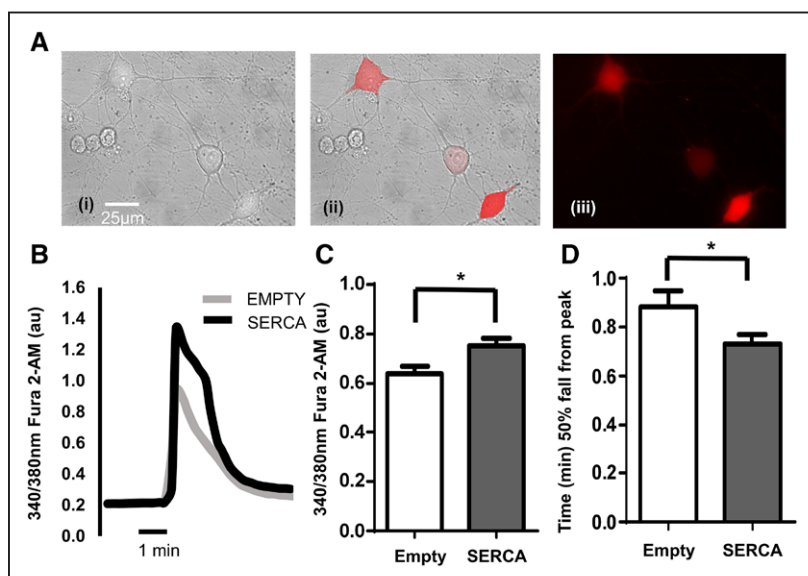 A
(i)
25μm
(ii)
(iii)
B
EMPTY
SERCA
340/380nm Fura 2-AM (au)
1.6
1.4
1.2
1.0
0.8
0.6
0.4
0.2
0.0
1 min
C
*
340/380nm Fura 2-AM (au)
1.0
0.8
0.6
0.4
0.2
0.0
Empty
SERCA
D
*
Time (min) 50% fall from peak
1.0
0.8
0.6
0.4
0.2
0.0
Empty
SERCA